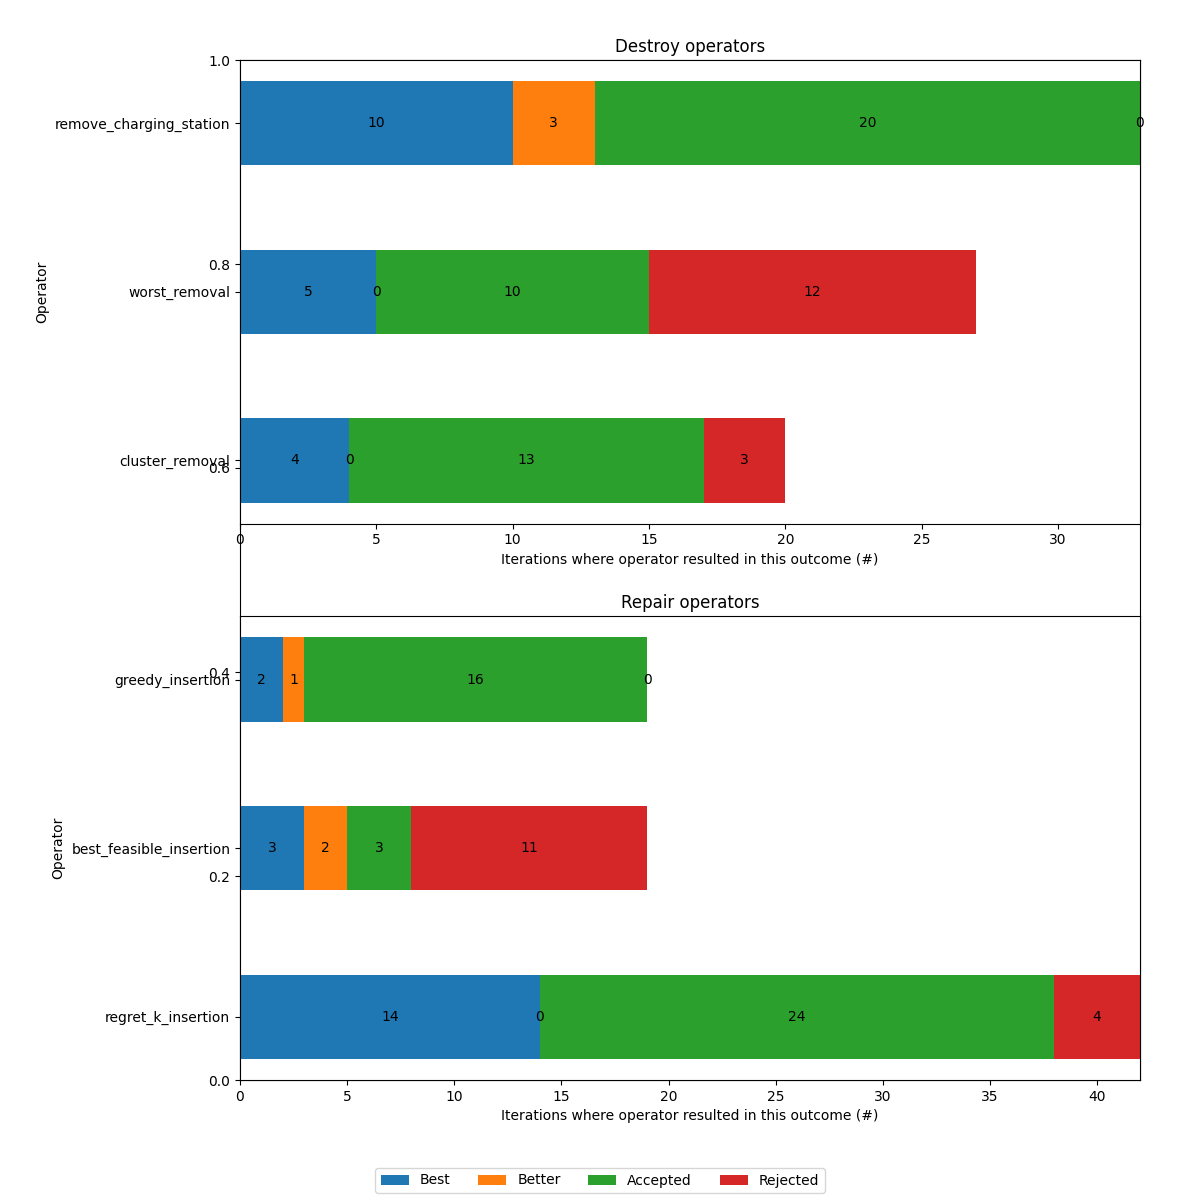 Destroy operators
1.0
remove_charging_station 10 3 20 0
0.8
worst_removal 5 0 10 12
Operator
cluster_removal 4 0 13 3
0.6
0 5 10 15 20 25 30
Iterations where operator resulted in this outcome (#)
Repair operators
0.4
greedy_insertion 2 1 16 0
best_feasible_insertion 3 2 3 11
Operator
0.2
regret_k_insertion 14 0 24 4
0.0
0 5 10 15 20 25 30 35 40
Iterations where operator resulted in this outcome (#)
Best Better Accepted Rejected